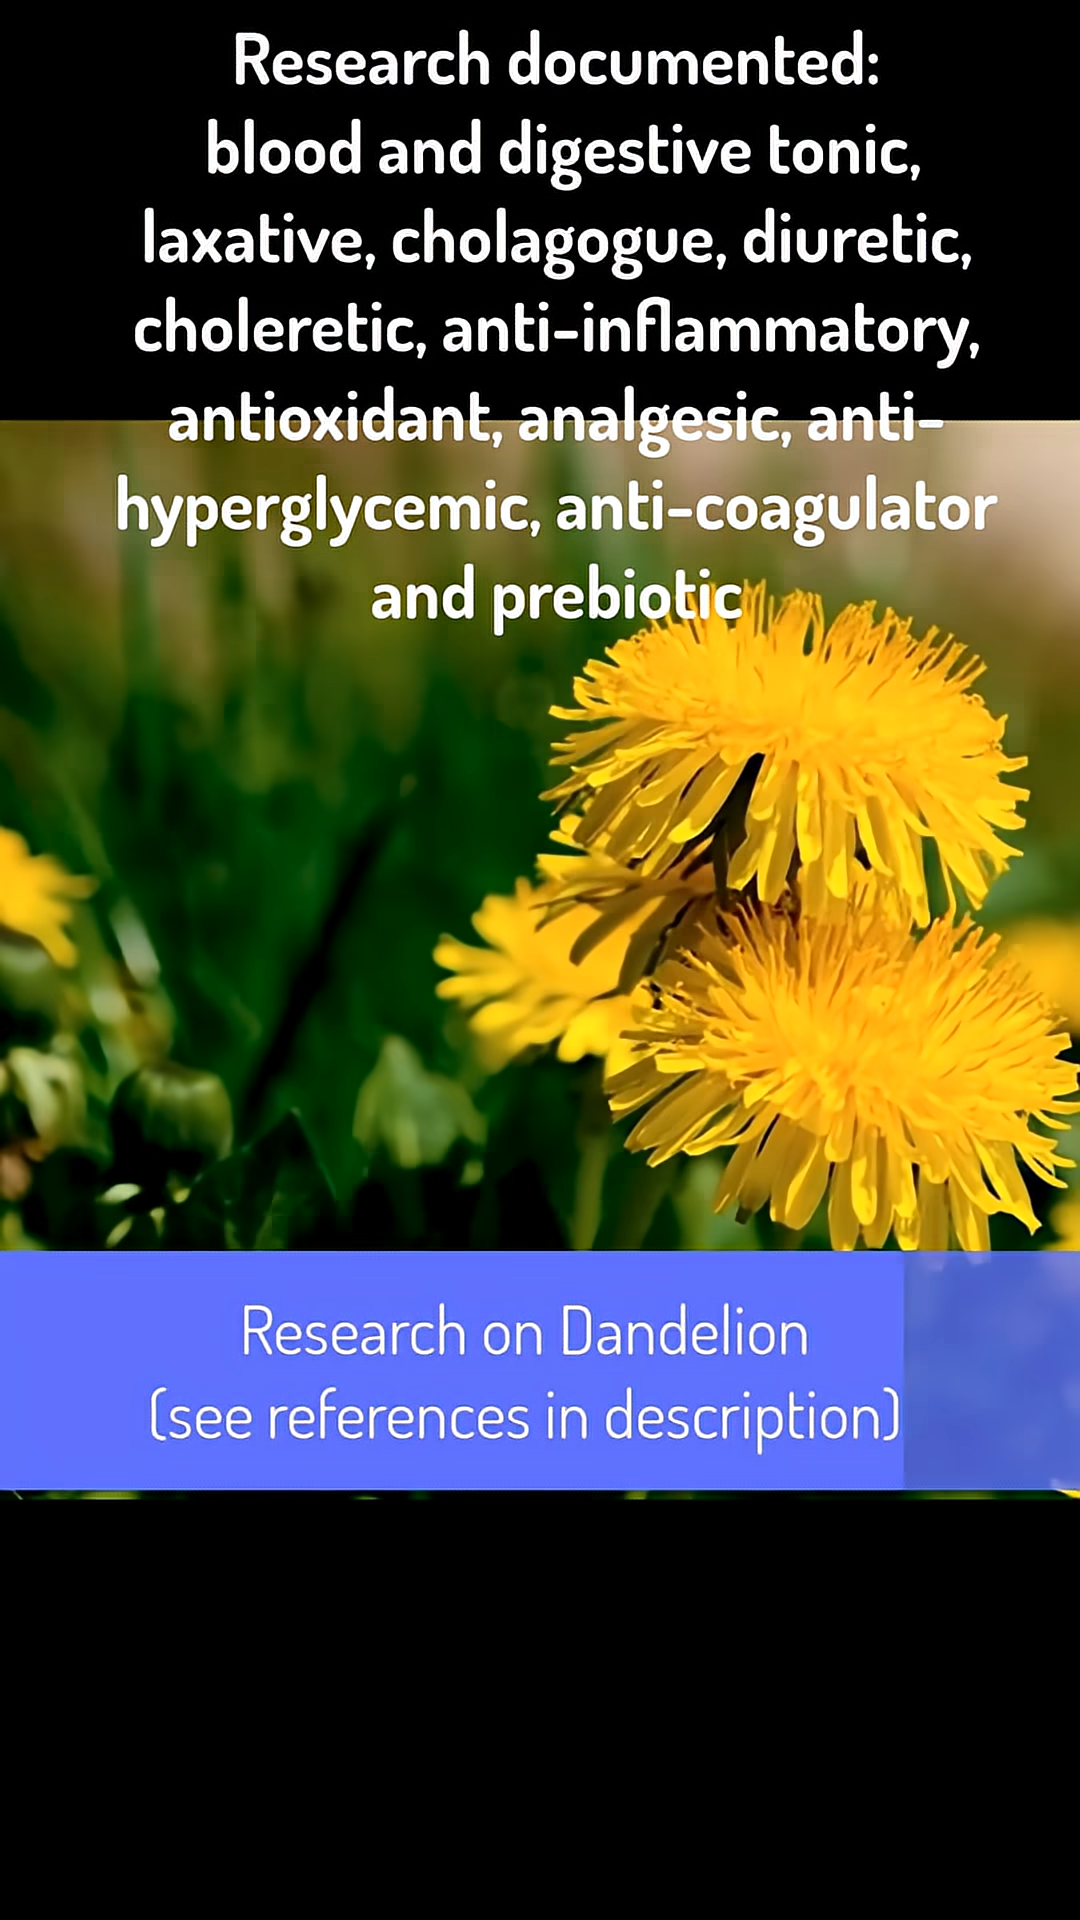 Research documented:
blood and digestive tonic,
laxative, cholagogue, diuretic,
choleretic, anti-inflammatory,
antioxidant, analgesic, anti-
hyperglycemic, anti-coagulator
and prebiotic
Research on Dandelion
(see references in description)